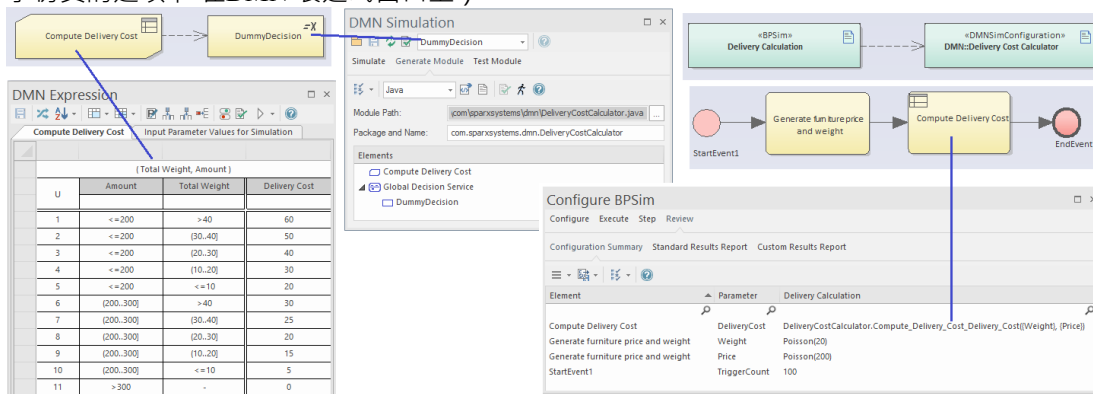 Compute Delivery Cost
=X
DummyDecision
DMN Simulation
DummyDecision
Simulate Generate Module Test Module
Java
Module Path: \com\sparxsystems\dmn\DeliveryCostCalculator.java ...
Package and Name: com.sparxsystems.dmn.DeliveryCostCalculator
Elements
Compute Delivery Cost
Global Decision Service
DummyDecision
«BPSim»
Delivery Calculation
«DMNSimConfiguration»
DMN::Delivery Cost Calculator
StartEvent1
Generate furniture price
and weight
Compute Delivery Cost
EndEvent
DMN Expression
Compute Delivery Cost Input Parameter Values for Simulation
(Total Weight, Amount)
U Amount Total Weight Delivery Cost
1 <=200 >40 60
2 <=200 (30..40] 50
3 <=200 (20..30] 40
4 <=200 (10..20] 30
5 <=200 <=10 20
6 (200..300] >40 30
7 (200..300] (30..40] 25
8 (200..300] (20..30] 20
9 (200..300] (10..20] 15
10 (200..300] <=10 5
11 >300 - 0
Configure BPSim
Configure Execute Step Review
Configuration Summary Standard Results Report Custom Results Report
Element Parameter Delivery Calculation
Compute Delivery Cost DeliveryCost DeliveryCostCalculator.Compute_Delivery_Cost_Delivery_Cost({Weight}, {Price})
Generate furniture price and weight Weight Poisson(20)
Generate furniture price and weight Price Poisson(200)
StartEvent1 TriggerCount 100